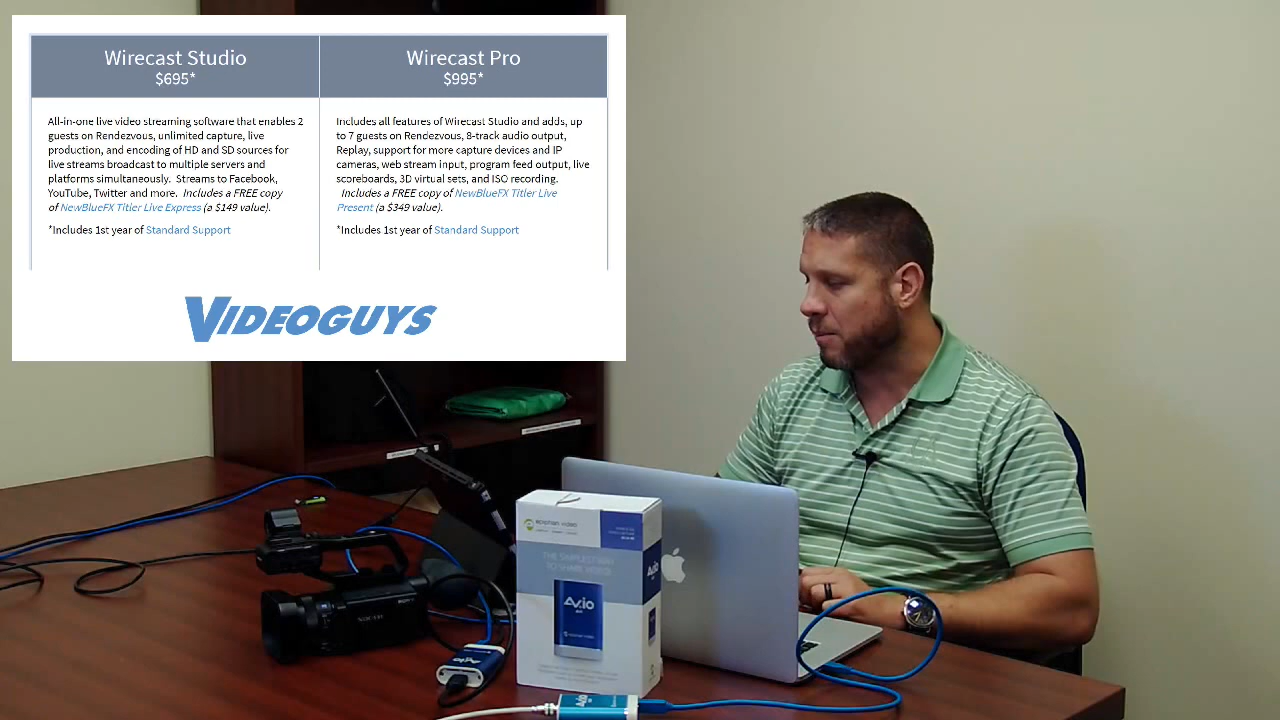 Wirecast Studio
$695*
All-in-one live video streaming software that enables 2
guests on Rendezvous, unlimited capture, live
production, and encoding of HD and SD sources for
live streams broadcast to multiple servers and
platforms simultaneously. Streams to Facebook,
YouTube, Twitter and more. Includes a FREE copy
of NewBlueFX Titler Live Express (a $149 value).
*Includes 1st year of Standard Support
Wirecast Pro
$995*
Includes all features of Wirecast Studio and adds, up
to 7 guests on Rendezvous, 8-track audio output,
Replay, support for more capture devices and IP
cameras, web stream input, program feed output, live
scoreboards, 3D virtual sets, and ISO recording.
Includes a FREE copy of NewBlueFX Titler Live
Present (a $349 value).
*Includes 1st year of Standard Support
VIDEOGUYS
epiphan video
THE SIMPLEST WAY
TO SHARE VIDEO
AV.io
AV.io
epiphan video